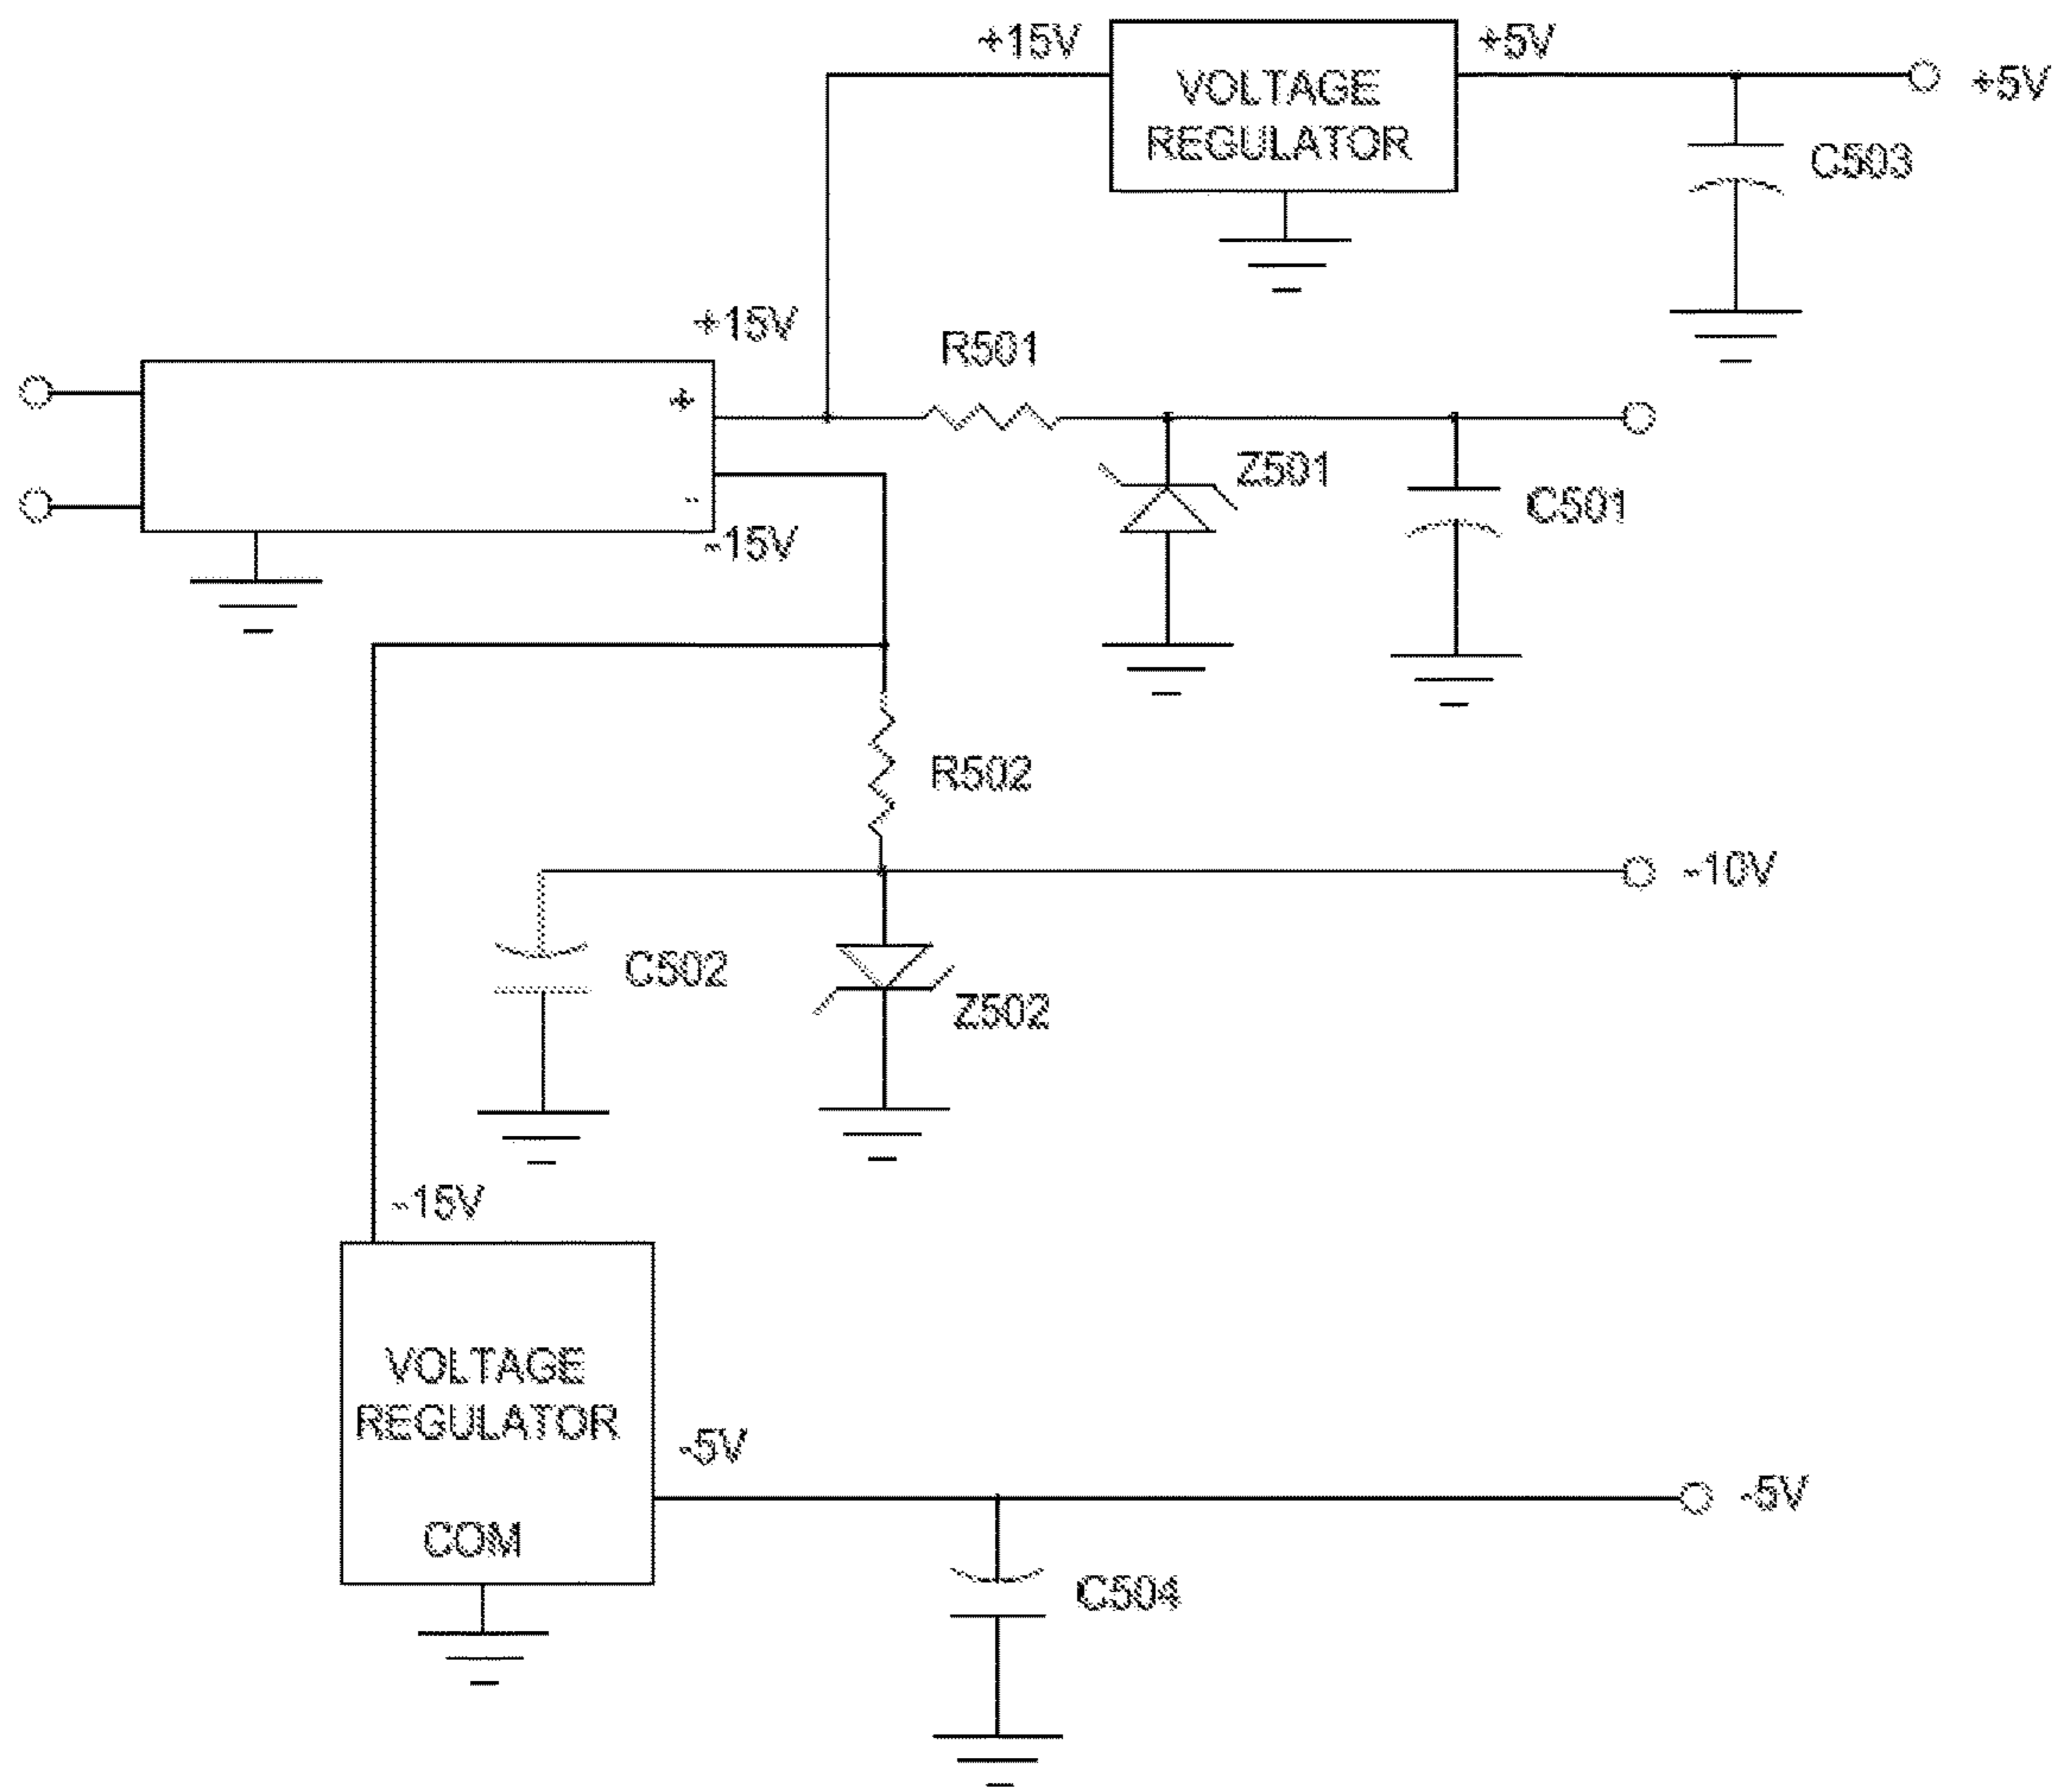 +15V
+5V
+5V
VOLTAGE
REGULATOR
C503
+15V
R501
+
-
-15V
Z501
C501
R502
-10V
C502
Z502
-15V
VOLTAGE
REGULATOR
COM
-5V
-5V
C504